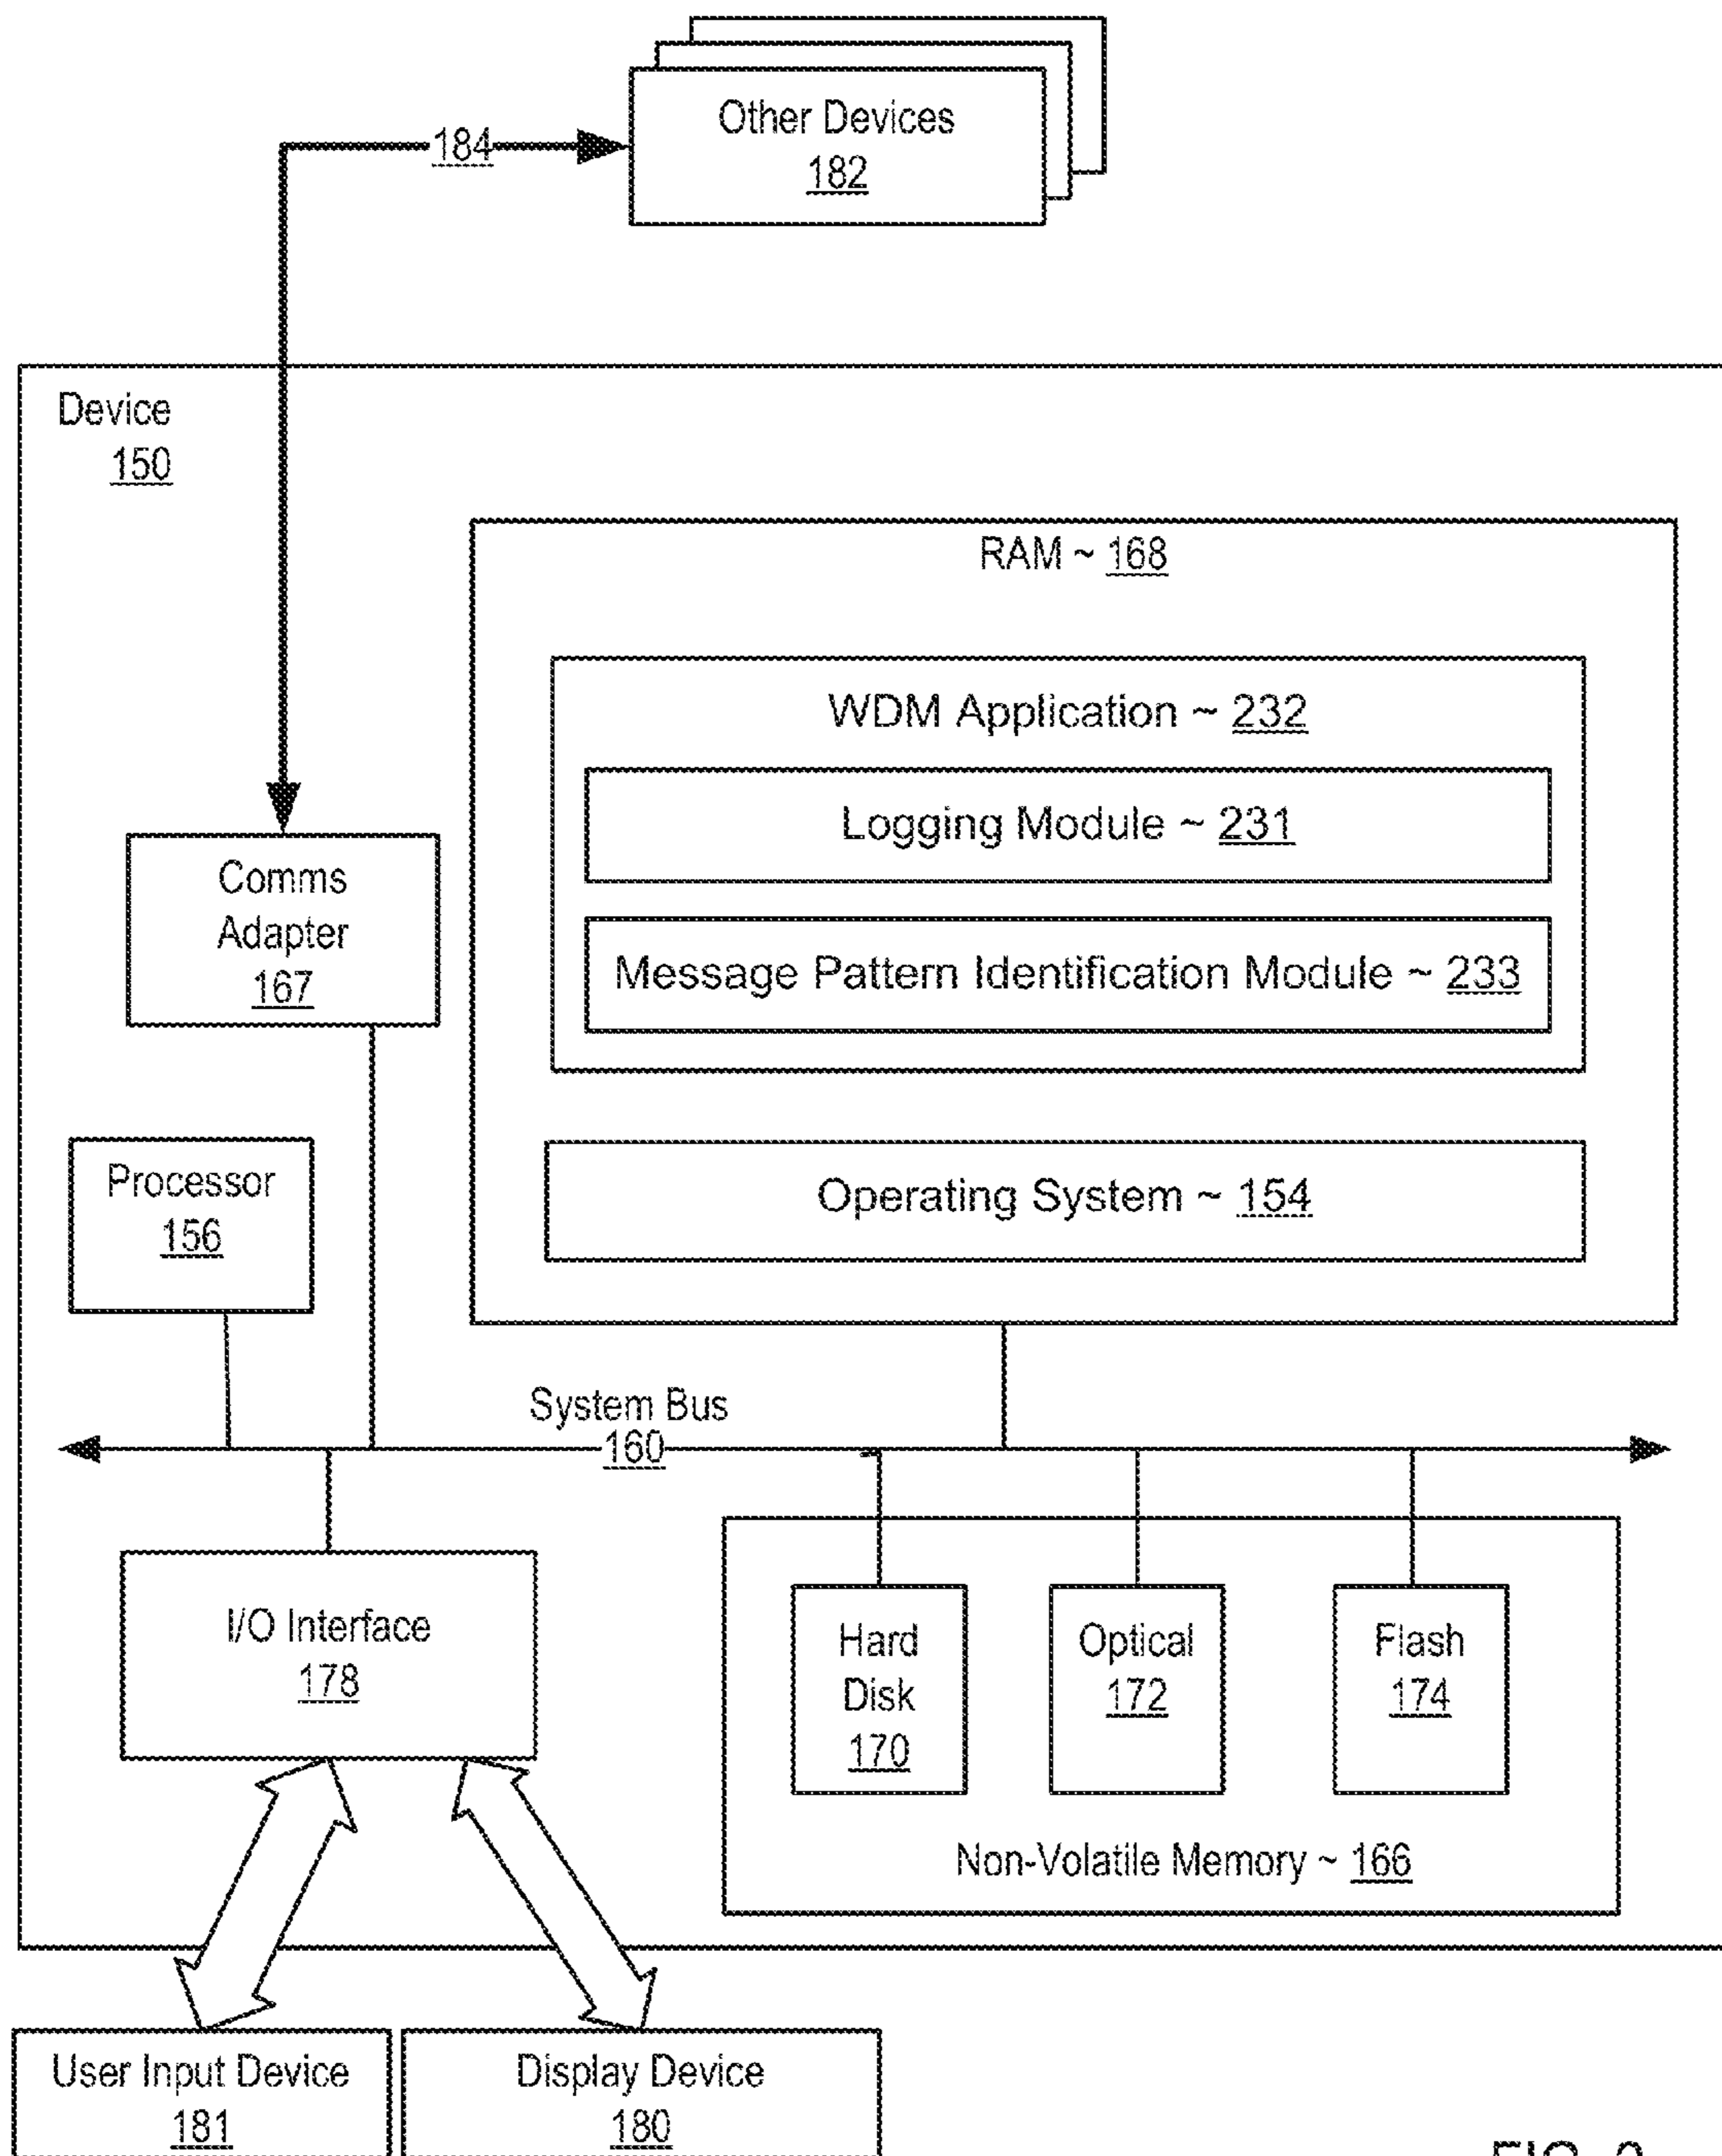 Other Devices
182
184
Device
150
RAM ~ 168
WDM Application ~ 232
Logging Module ~ 231
Message Pattern Identification Module ~ 233
Comms
Adapter
167
Processor
156
Operating System ~ 154
System Bus
160
I/O Interface
178
Hard
Disk
170
Optical
172
Flash
174
Non-Volatile Memory ~ 166
User Input Device
181
Display Device
180
FIG.